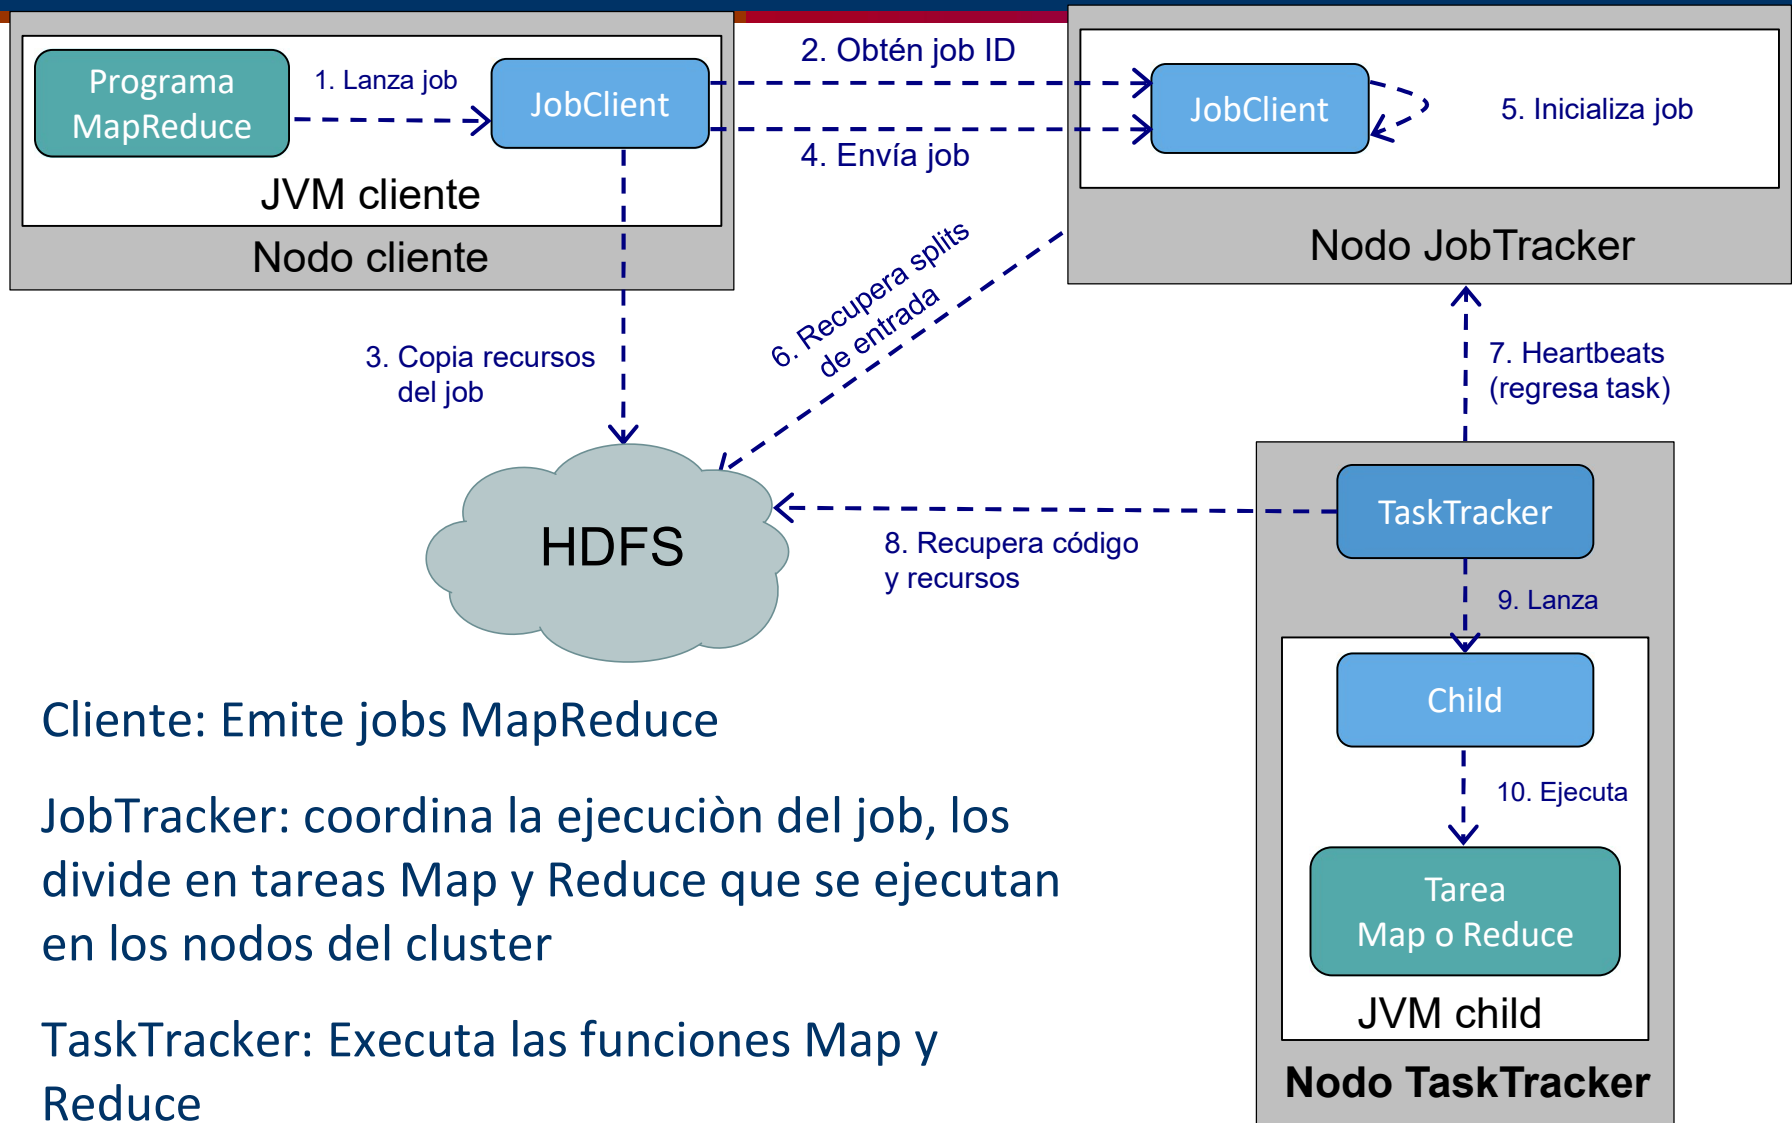 Programa
MapReduce
1. Lanza job
JobClient
JVM cliente
Nodo cliente
2. Obtén job ID
4. Envía job
JobClient
5. Inicializa job
Nodo JobTracker
3. Copia recursos
del job
6. Recupera splits
de entrada
7. Heartbeats
(regresa task)
HDFS
8. Recupera código
y recursos
TaskTracker
9. Lanza
Child
10. Ejecuta
Tarea
Map o Reduce
JVM child
Nodo TaskTracker
Cliente: Emite jobs MapReduce
JobTracker: coordina la ejecuciòn del job, los
divide en tareas Map y Reduce que se ejecutan
en los nodos del cluster
TaskTracker: Executa las funciones Map y
Reduce